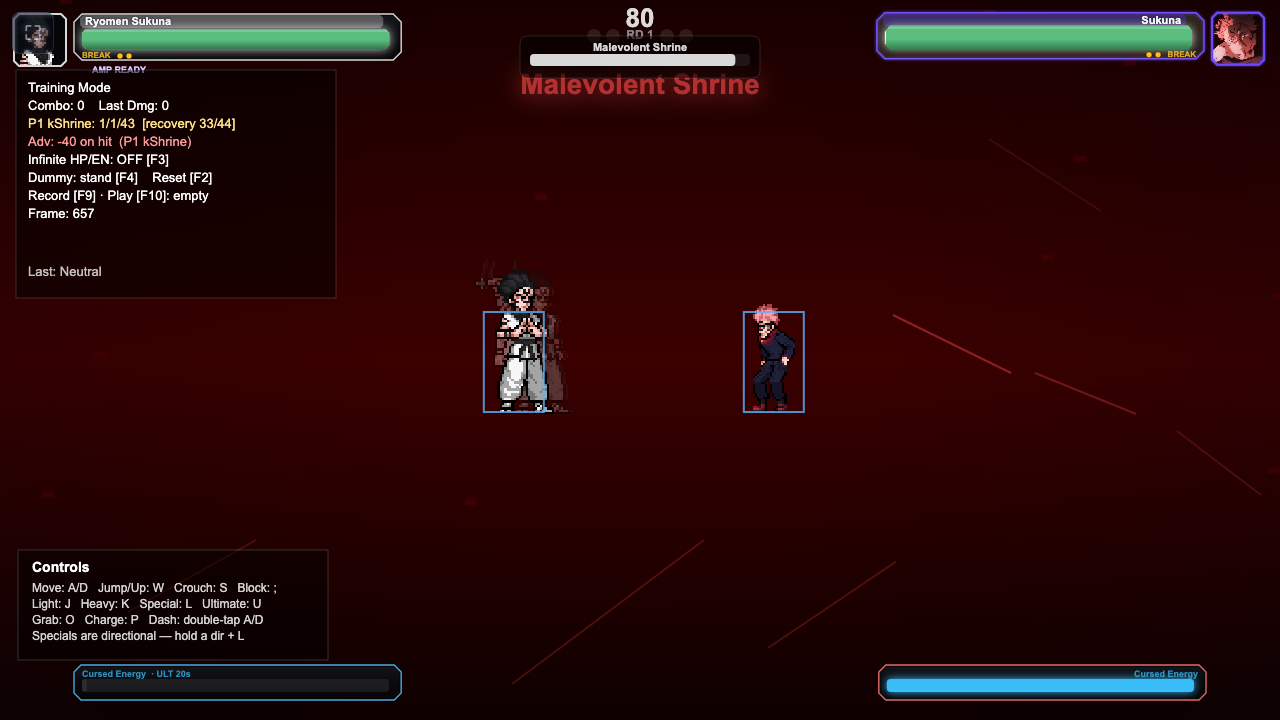 Ryomen Sukuna
80
Sukuna
RD 1
Malevolent Shrine
BREAK
BREAK
AMP READY
Malevolent Shrine
Training Mode
Combo: 0    Last Dmg: 0
P1 kShrine: 1/1/43  [recovery 33/44]
Adv: -40 on hit  (P1 kShrine)
Infinite HP/EN: OFF [F3]
Dummy: stand [F4]    Reset [F2]
Record [F9] · Play [F10]: empty
Frame: 657
Last: Neutral
Controls
Move: A/D   Jump/Up: W   Crouch: S   Block: ;
Light: J   Heavy: K   Special: L   Ultimate: U
Grab: O   Charge: P   Dash: double-tap A/D
Specials are directional — hold a dir + L
Cursed Energy  · ULT 20s
Cursed Energy